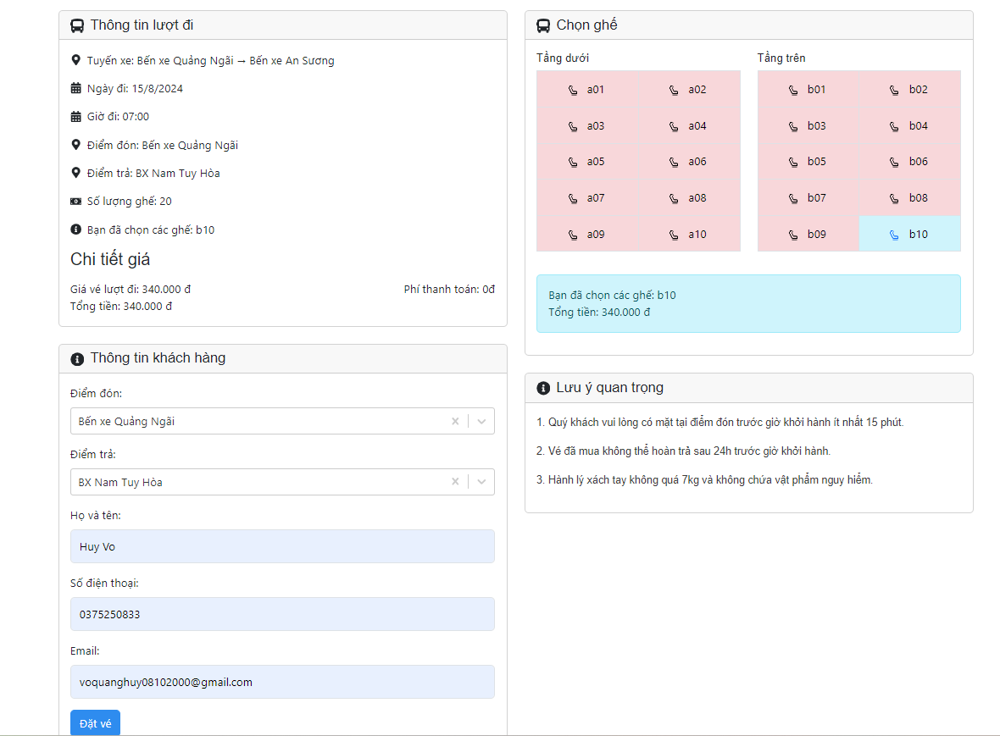 Thông tin lượt đi
Tuyến xe: Bến xe Quảng Ngãi → Bến xe An Sương
Ngày đi: 15/8/2024
Giờ đi: 07:00
Điểm đón: Bến xe Quảng Ngãi
Điểm trả: BX Nam Tuy Hòa
Số lượng ghế: 20
Bạn đã chọn các ghế: b10
Chi tiết giá
Giá vé lượt đi: 340.000 đ Phí thanh toán: 0đ
Tổng tiền: 340.000 đ
Thông tin khách hàng
Điểm đón:
Bến xe Quảng Ngãi
Điểm trả:
BX Nam Tuy Hòa
Họ và tên:
Huy Vo
Số điện thoại:
0375250833
Email:
voquanghuy08102000@gmail.com
Đặt vé
Chọn ghế
Tầng dưới Tầng trên
a01 a02 b01 b02
a03 a04 b03 b04
a05 a06 b05 b06
a07 a08 b07 b08
a09 a10 b09 b10
Bạn đã chọn các ghế: b10
Tổng tiền: 340.000 đ
Lưu ý quan trọng
1. Quý khách vui lòng có mặt tại điểm đón trước giờ khởi hành ít nhất 15 phút.
2. Vé đã mua không thể hoàn trả sau 24h trước giờ khởi hành.
3. Hành lý xách tay không quá 7kg và không chứa vật phẩm nguy hiểm.